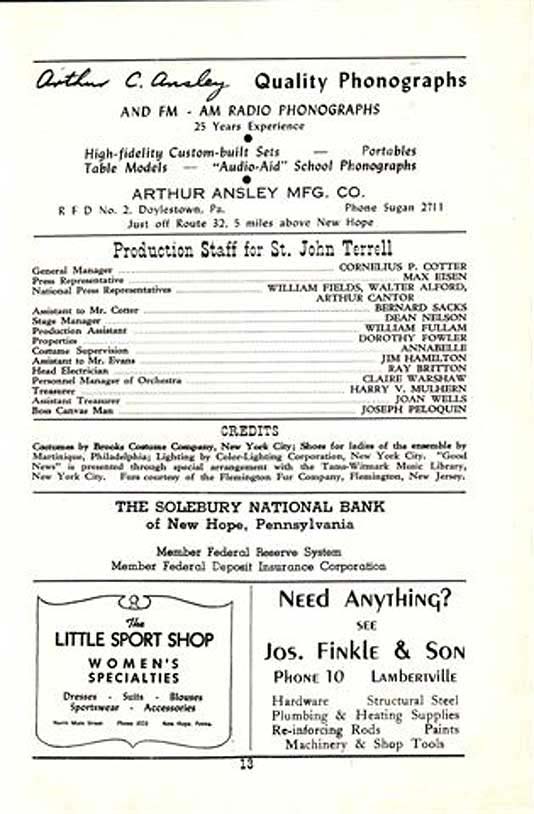 Arthur C. Ansley Quality Phonographs
AND FM - AM RADIO PHONOGRAPHS
25 Years Experience
High-fidelity Custom-built Sets — Portables
Table Models — "Audio-Aid" School Phonographs
ARTHUR ANSLEY MFG. CO.
R F D No. 2, Doylestown, Pa. Phone Sugan 2711
Just off Route 32, 5 miles above New Hope
Production Staff for St. John Terrell
General Manager CORNELIUS P. COTTER
Press Representative MAX EISEN
National Press Representatives WILLIAM FIELDS, WALTER ALFORD,
ARTHUR CANTOR
Assistant to Mr. Cotter BERNARD SACKS
Stage Manager DEAN NELSON
Production Assistant WILLIAM FULLAM
Properties DOROTHY FOWLER
Costume Supervision ANNABELLE
Assistant to Mr. Evans JIM HAMILTON
Head Electrician RAY BRITTON
Personnel Manager of Orchestra CLAIRE WARSHAW
Treasurer HARRY V. MULHERN
Assistant Treasurer JOAN WELLS
Boss Canvas Man JOSEPH PELOQUIN
CREDITS
Costumes by Brooks Costume Company, New York City; Shoes for ladies of the ensemble by
Martinique, Philadelphia; Lighting by Color-Lighting Corporation, New York City. "Good
News" is presented through special arrangement with the Tams-Witmark Music Library,
New York City. Furs courtesy of the Flemington Fur Company, Flemington, New Jersey.
THE SOLEBURY NATIONAL BANK
of New Hope, Pennsylvania
Member Federal Reserve System
Member Federal Deposit Insurance Corporation
The
LITTLE SPORT SHOP
WOMEN'S
SPECIALTIES
Dresses - Suits - Blouses
Sportswear - Accessories
North Main Street Phone New Hope, Penna.
NEED ANYTHING?
SEE
JOS. FINKLE & SON
PHONE 10 LAMBERTVILLE
Hardware Structural Steel
Plumbing & Heating Supplies
Re-inforcing Rods Paints
Machinery & Shop Tools
13